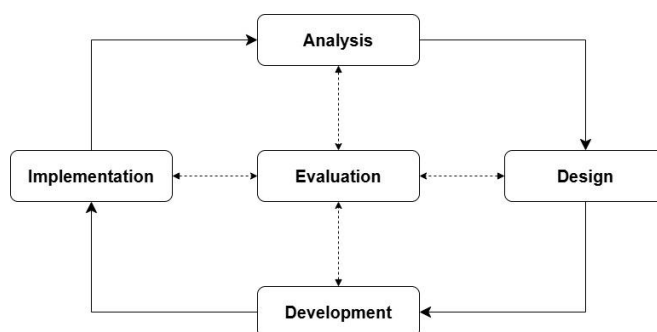 Analysis
Implementation
Evaluation
Design
Development